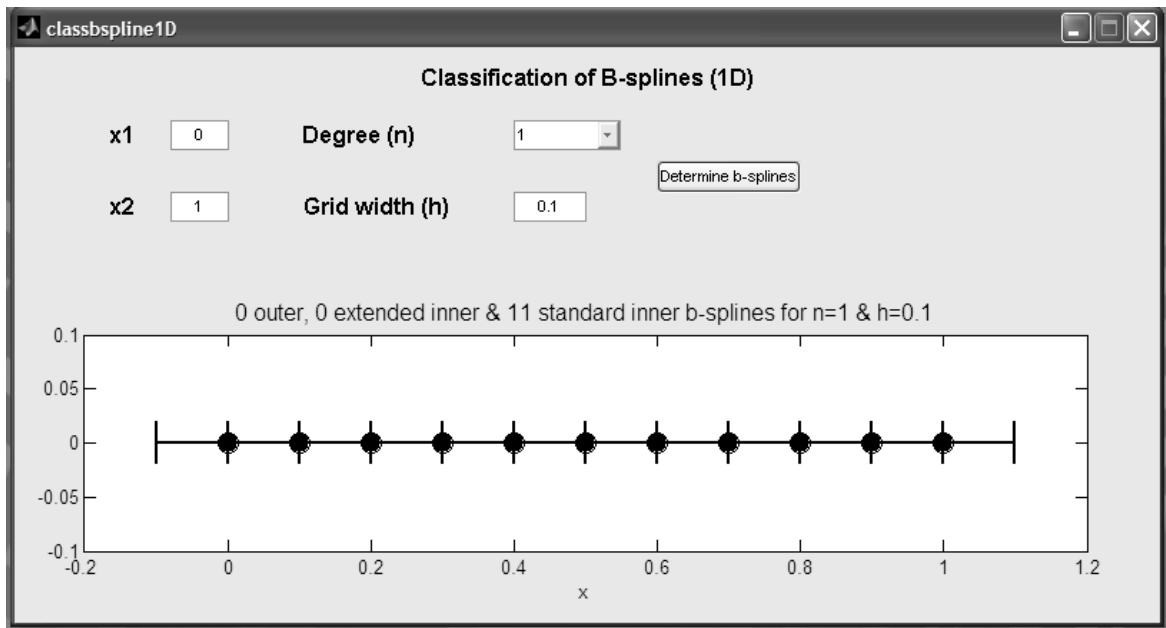 classbspline1D
Classification of B-splines (1D)
x1 0 Degree (n) 1
Determine b-splines
x2 1 Grid width (h) 0.1
0 outer, 0 extended inner & 11 standard inner b-splines for n=1 & h=0.1
0.1
0.05
0
-0.05
-0.1
-0.2 0 0.2 0.4 0.6 0.8 1 1.2
x